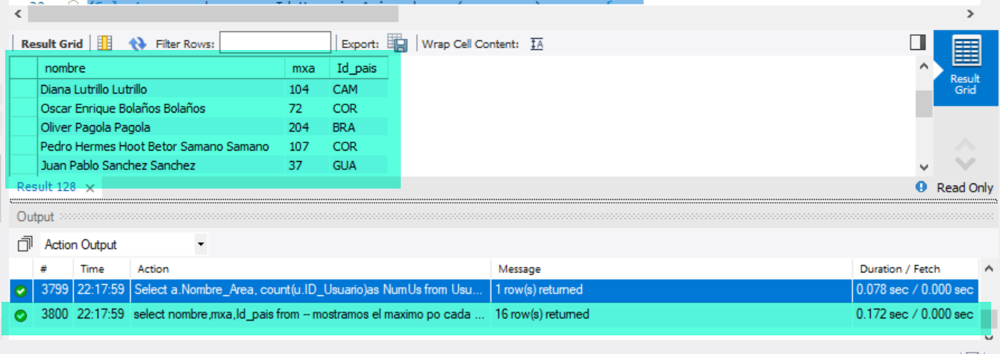 Result Grid Filter Rows: Export: Wrap Cell Content:
nombre mxa Id_pais
Diana Lutrillo Lutrillo 104 CAM
Oscar Enrique Bolaños Bolaños 72 COR
Oliver Pagola Pagola 204 BRA
Pedro Hermes Hoot Betor Samano Samano 107 COR
Juan Pablo Sanchez Sanchez 37 GUA
Result
Grid
Result 128 Read Only
Output
Action Output
# Time Action Message Duration / Fetch
3799 22:17:59 Select a.Nombre_Area, count(u.ID_Usuario)as NumUs from Usu... 1 row(s) returned 0.078 sec / 0.000 sec
3800 22:17:59 select nombre,mxa,Id_pais from -- mostramos el maximo po cada ... 16 row(s) returned 0.172 sec / 0.000 sec